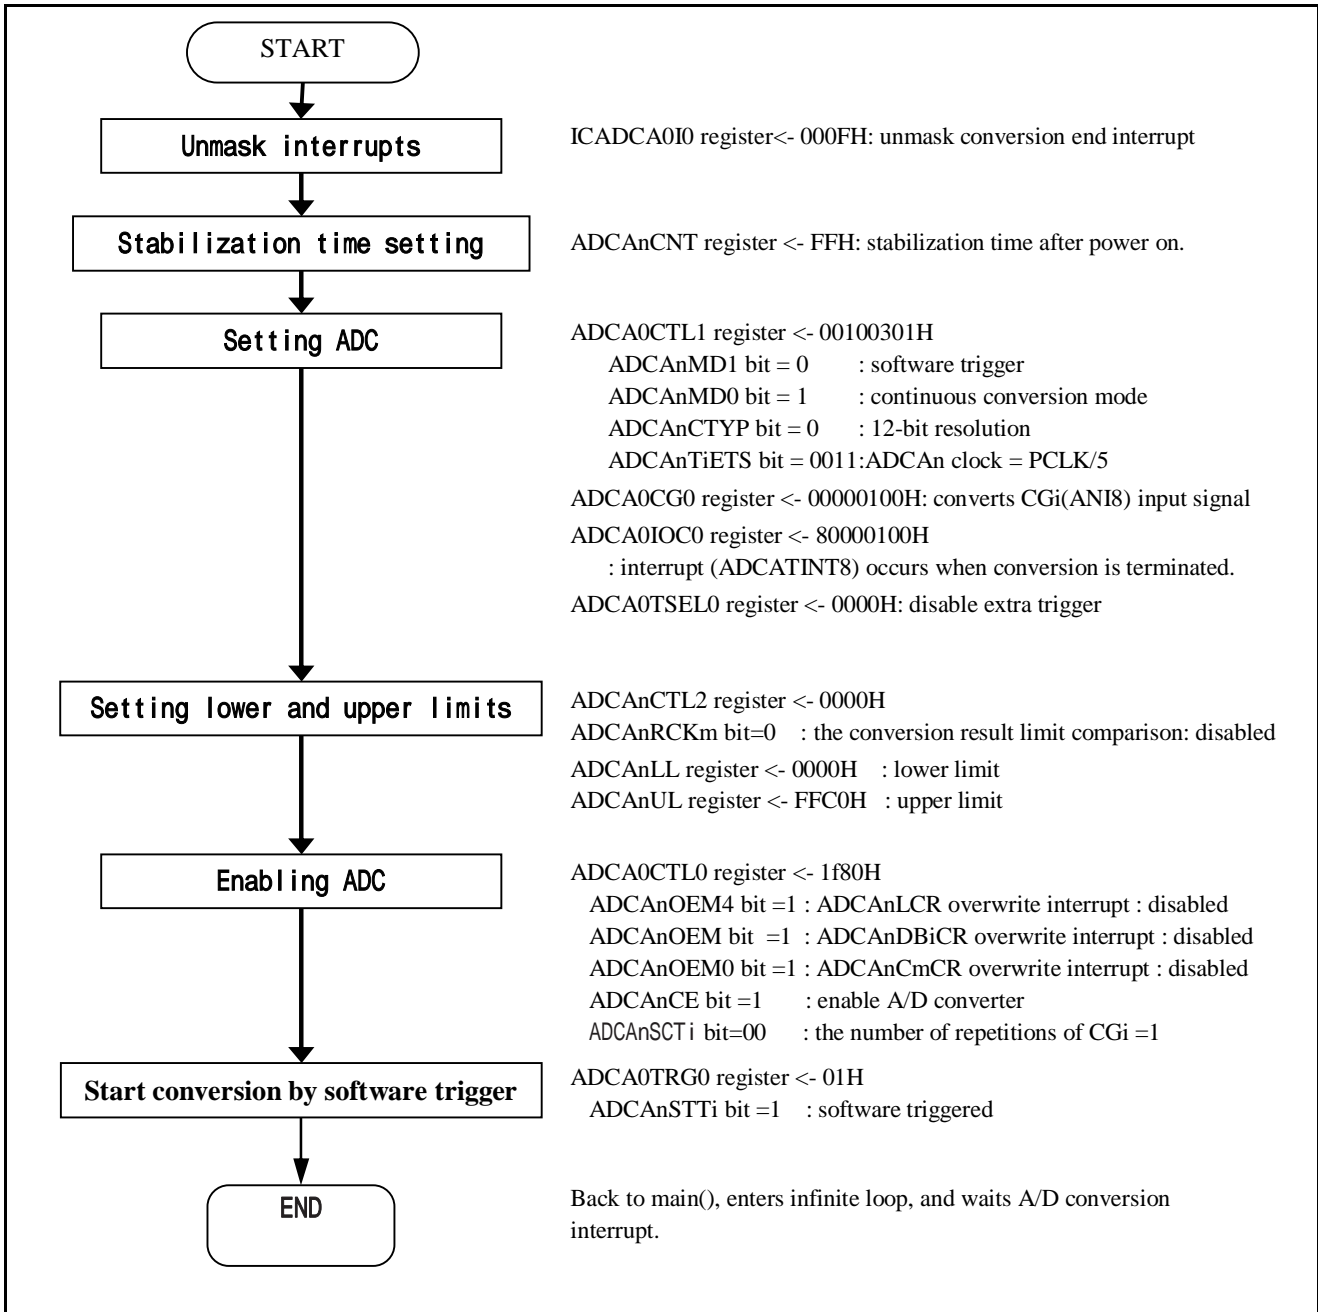 START
Unmask interrupts
ICADCA0I0 register<- 000FH: unmask conversion end interrupt
Stabilization time setting
ADCAnCNT register <- FFH: stabilization time after power on.
Setting ADC
ADCA0CTL1 register <- 00100301H
ADCAnMD1 bit = 0 : software trigger
ADCAnMD0 bit = 1 : continuous conversion mode
ADCAnCTYP bit = 0 : 12-bit resolution
ADCAnTiETS bit = 0011:ADCAn clock = PCLK/5
ADCA0CG0 register <- 00000100H: converts CGi(ANI8) input signal
ADCA0IOC0 register <- 80000100H
: interrupt (ADCATINT8) occurs when conversion is terminated.
ADCA0TSEL0 register <- 0000H: disable extra trigger
Setting lower and upper limits
ADCAnCTL2 register <- 0000H
ADCAnRCKm bit=0 : the conversion result limit comparison: disabled
ADCAnLL register <- 0000H : lower limit
ADCAnUL register <- FFC0H : upper limit
Enabling ADC
ADCA0CTL0 register <- 1f80H
ADCAnOEM4 bit =1 : ADCAnLCR overwrite interrupt : disabled
ADCAnOEM bit =1 : ADCAnDBiCR overwrite interrupt : disabled
ADCAnOEM0 bit =1 : ADCAnCmCR overwrite interrupt : disabled
ADCAnCE bit =1 : enable A/D converter
ADCAnSCTi bit=00 : the number of repetitions of CGi =1
Start conversion by software trigger
ADCA0TRG0 register <- 01H
ADCAnSTTi bit =1 : software triggered
END
Back to main(), enters infinite loop, and waits A/D conversion
interrupt.